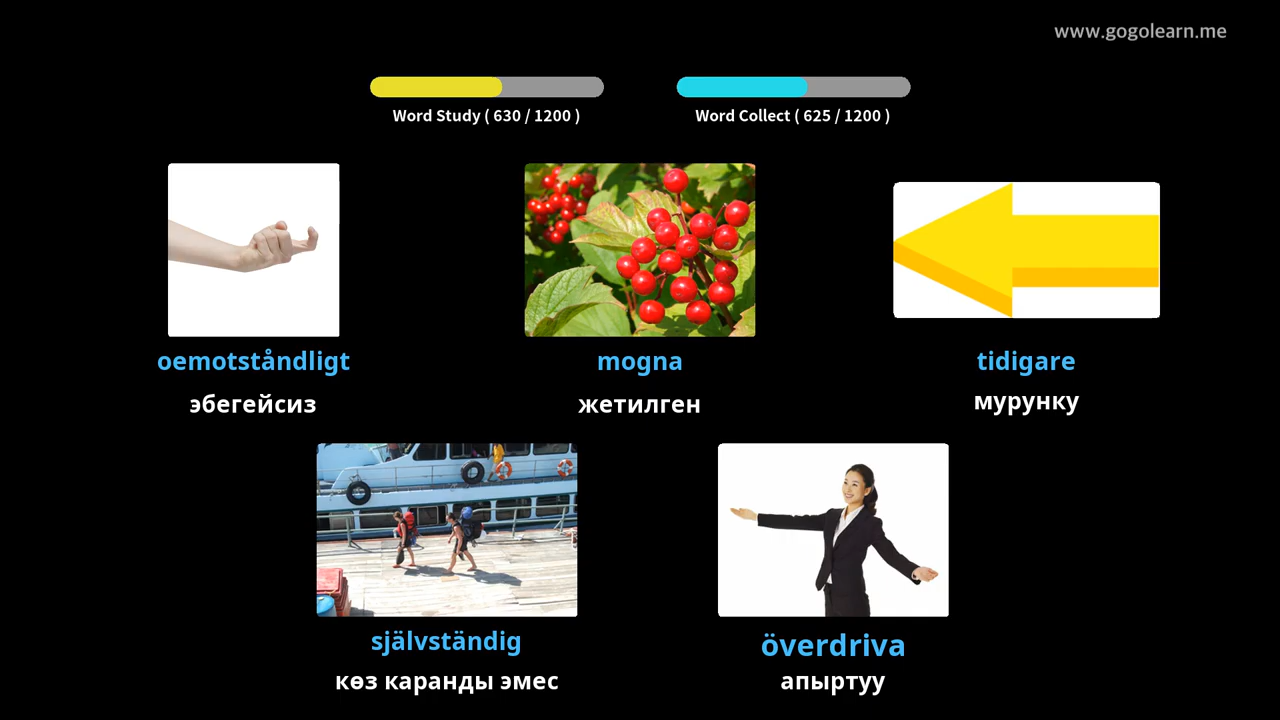 www.gogolearn.me
Word Study ( 630 / 1200 )
Word Collect ( 625 / 1200 )
oemotståndligt
mogna
tidigare
эбегейсиз
жетилген
мурунку
självständig
överdriva
көз каранды эмес
апыртуу